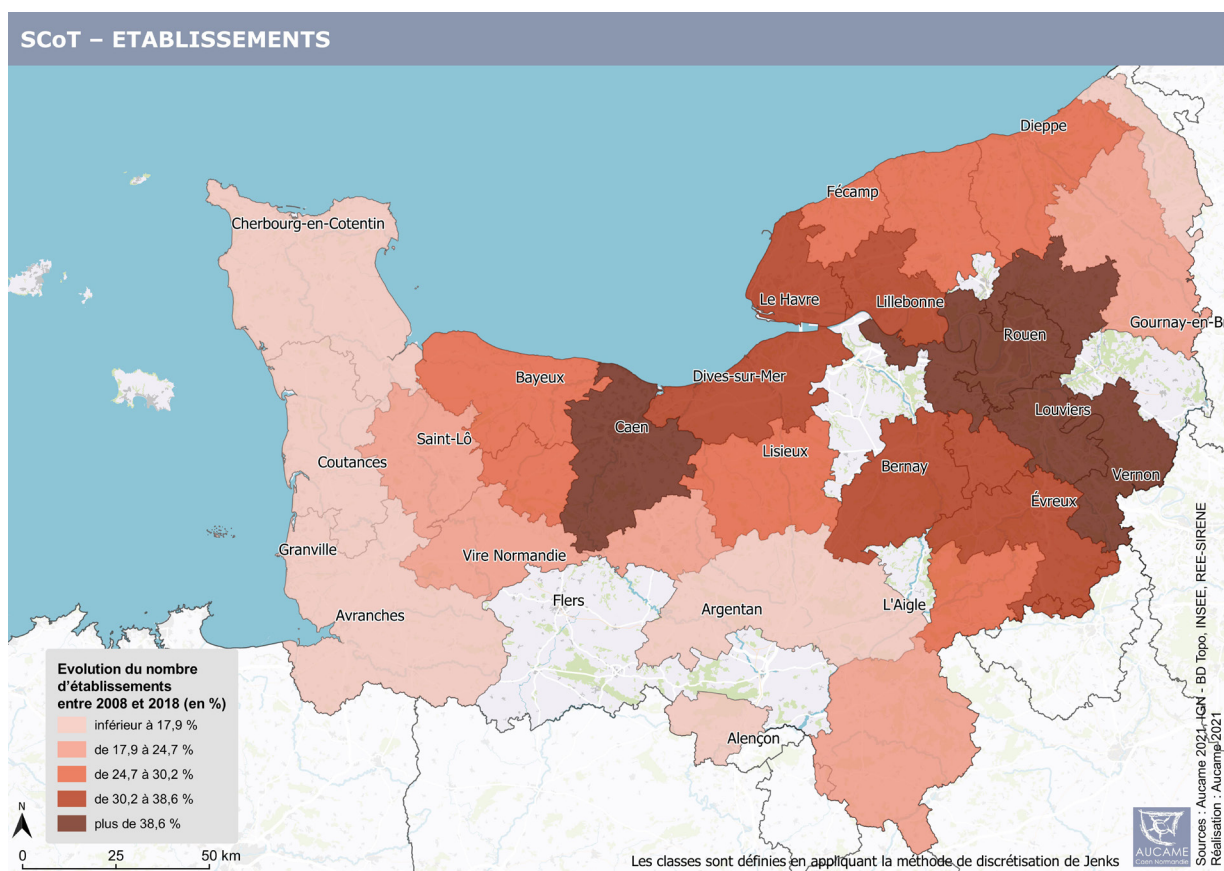 SCoT – ETABLISSEMENTS
Dieppe
Fécamp
Cherbourg-en-Cotentin
Le Havre
Lillebonne
Gournay-en-B
Rouen
Dives-sur-Mer
Bayeux
Louviers
Caen
Saint-Lô
Lisieux
Coutances
Bernay
Vernon
Évreux
Granville
Vire Normandie
Flers
L'Aigle
Argentan
Avranches
Alençon
Evolution du nombre
d'établissements
entre 2008 et 2018 (en %)
inférieur à 17,9 %
de 17,9 à 24,7 %
de 24,7 à 30,2 %
de 30,2 à 38,6 %
plus de 38,6 %
N
0 25 50 km
Les classes sont définies en appliquant la méthode de discrétisation de Jenks
AUCAME
Caen Normandie
Sources : Aucame 2021, IGN - BD Topo, INSEE, REE-SIRENE
Réalisation : Aucame 2021